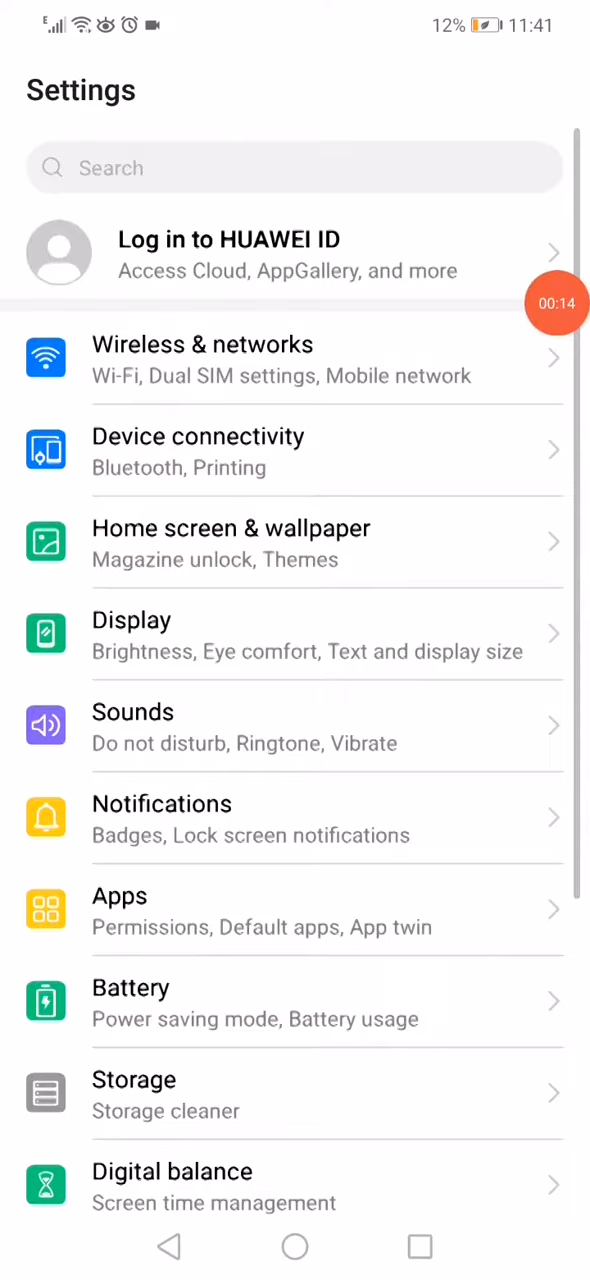 E 12% 11:41
Settings
Search
Log in to HUAWEI ID
Access Cloud, AppGallery, and more
00:14
Wireless & networks
Wi-Fi, Dual SIM settings, Mobile network
Device connectivity
Bluetooth, Printing
Home screen & wallpaper
Magazine unlock, Themes
Display
Brightness, Eye comfort, Text and display size
Sounds
Do not disturb, Ringtone, Vibrate
Notifications
Badges, Lock screen notifications
Apps
Permissions, Default apps, App twin
Battery
Power saving mode, Battery usage
Storage
Storage cleaner
Digital balance
Screen time management